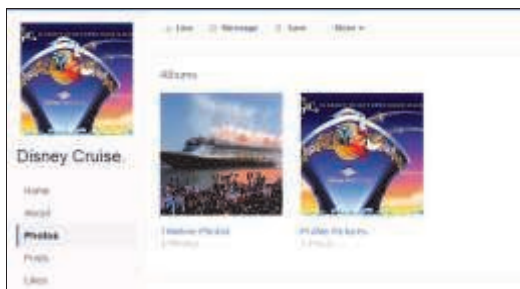 Like Message Save More
Albums
Disney Cruise.
Home
About
Photos
Posts
Likes
Timeline Photos
Profile Pictures